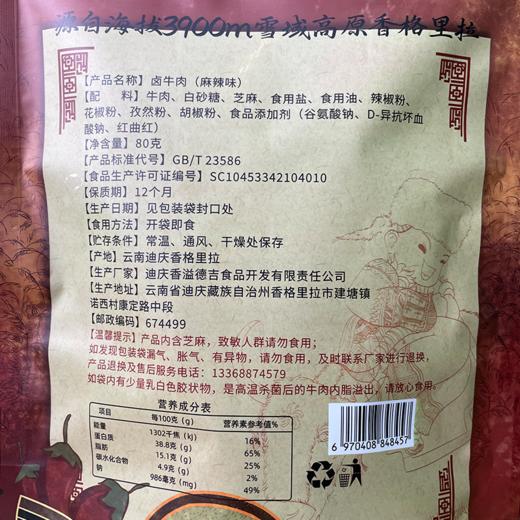 源自海拔3900m雪域高原香格里拉
【产品名称】卤牛肉（麻辣味）
【配　　料】牛肉、白砂糖、芝麻、食用盐、食用油、辣椒粉、
花椒粉、孜然粉、胡椒粉、食品添加剂（谷氨酸钠、D-异抗坏血
酸钠、红曲红）
【净含量】80克
【产品标准代号】GB/T 23586
【食品生产许可证编号】SC10453342104010
【保质期】12个月
【生产日期】见包装袋封口处
【食用方法】开袋即食
【贮存条件】常温、通风、干燥处保存
【产地】云南迪庆香格里拉
【生产厂家】迪庆香溢德吉食品开发有限责任公司
【生产地址】云南省迪庆藏族自治州香格里拉市建塘镇
诺西村康定路中段
【邮政编码】674499
【温馨提示】产品内含芝麻，致敏人群请勿食用；
如发现包装袋漏气、胀气、有异物，请勿食用，及时联系厂家进行退换，
产品退换及售后服务电话：13368874579
如袋内有少量乳白色胶状物，是高温杀菌后的牛肉内脂溢出，请放心食用。
营养成分表
项目 每100克（g） 营养素参考值%
能量 1302千焦（kj） 16%
蛋白质 38.8克（g） 65%
脂肪 15.1克（g） 25%
碳水化合物 4.9克（g） 2%
钠 986毫克（mg） 49%
6 970408 848457